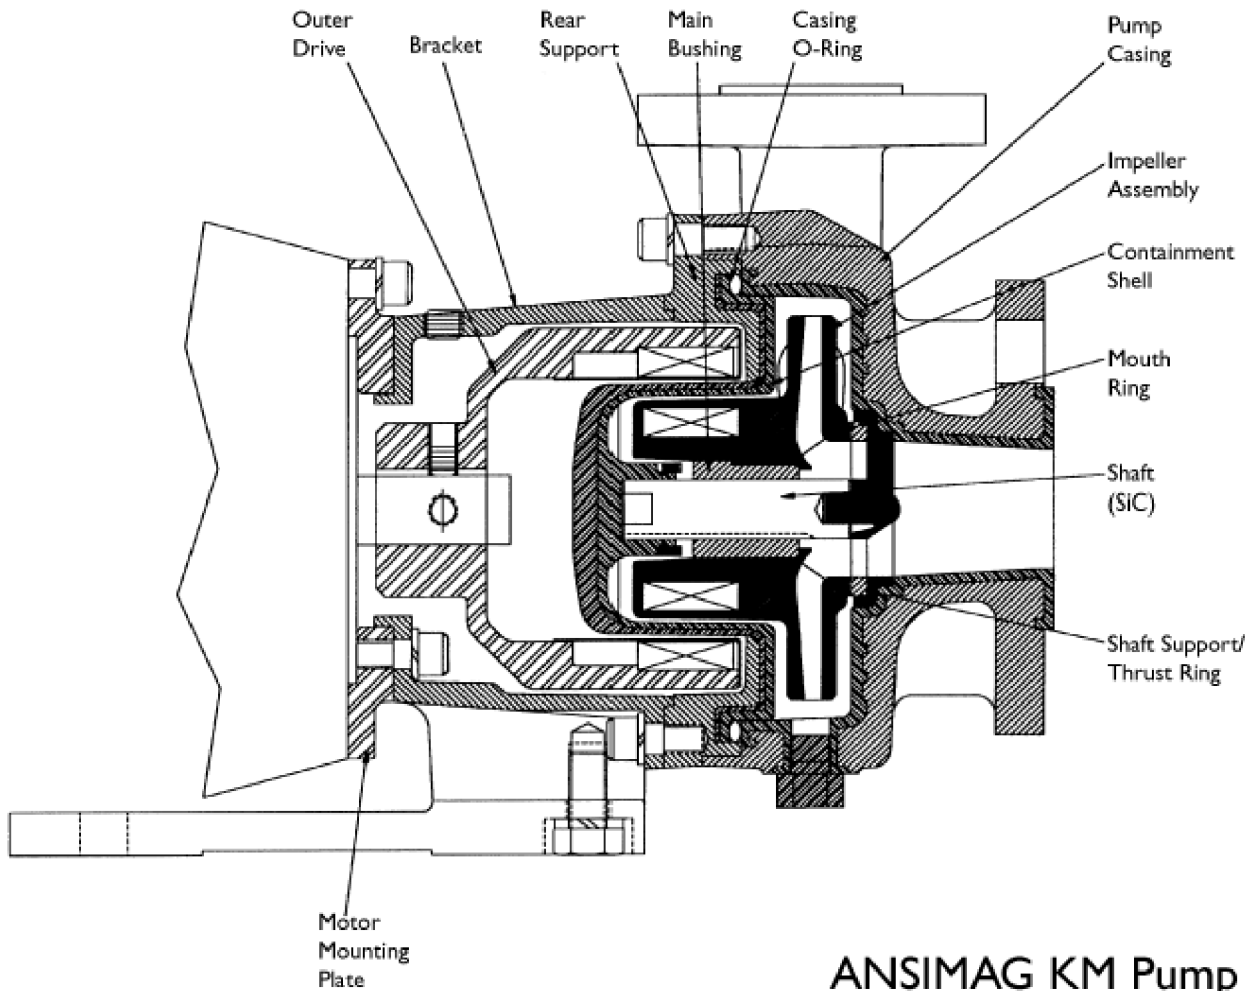 Outer
Drive
Bracket
Rear
Support
Main
Bushing
Casing
O-Ring
Pump
Casing
Impeller
Assembly
Containment
Shell
Mouth
Ring
Shaft
(SiC)
Shaft Support/
Thrust Ring
Motor
Mounting
Plate
ANSIMAG KM Pump